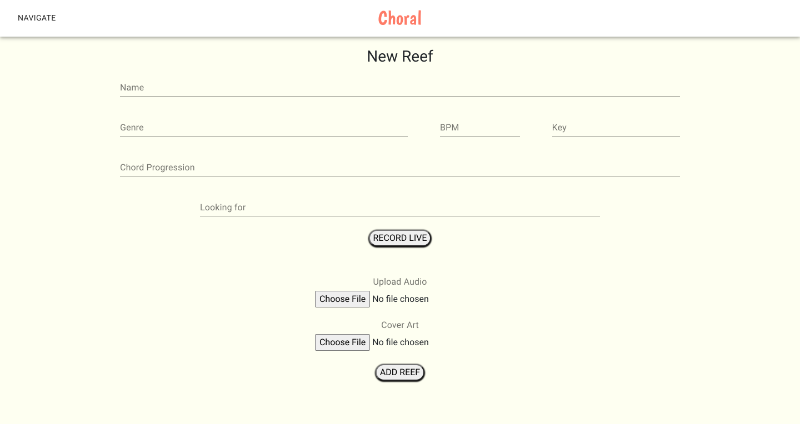 NAVIGATE
Choral
New Reef
Name
Genre BPM Key
Chord Progression
Looking for
RECORD LIVE
Upload Audio
Choose File No file chosen
Cover Art
Choose File No file chosen
ADD REEF